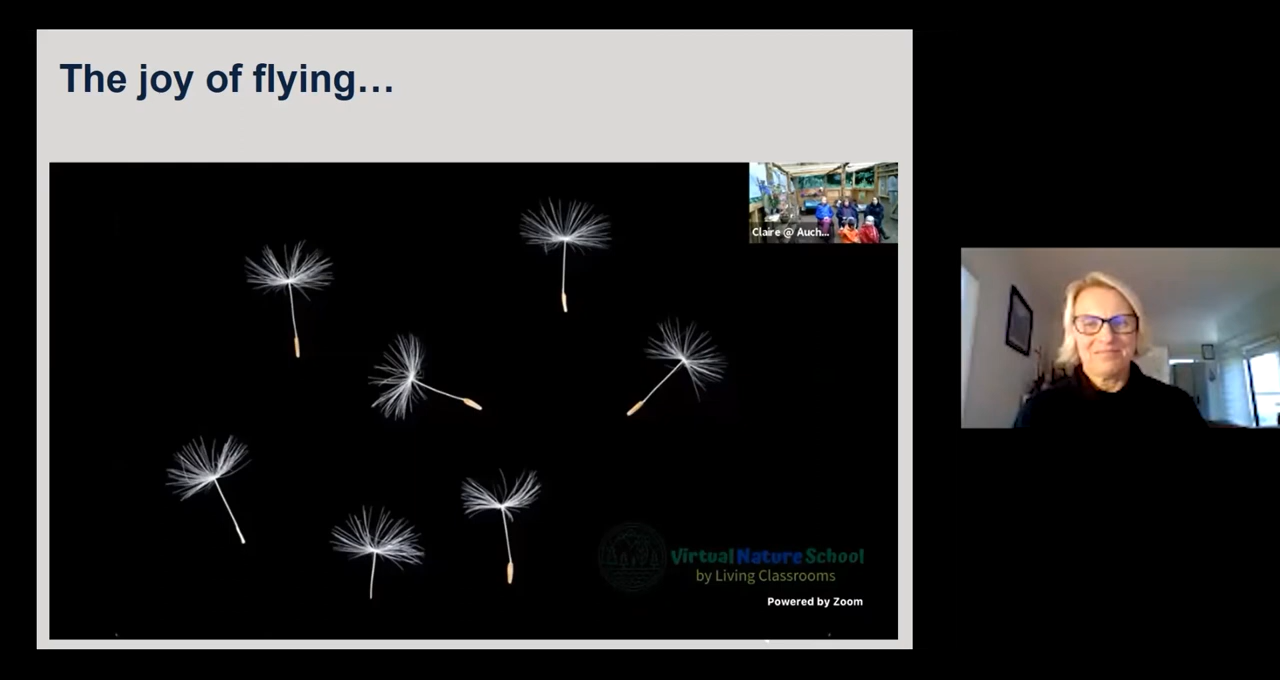 The joy of flying...
Claire @ Auch...
Virtual Nature School
by Living Classrooms
Powered by Zoom